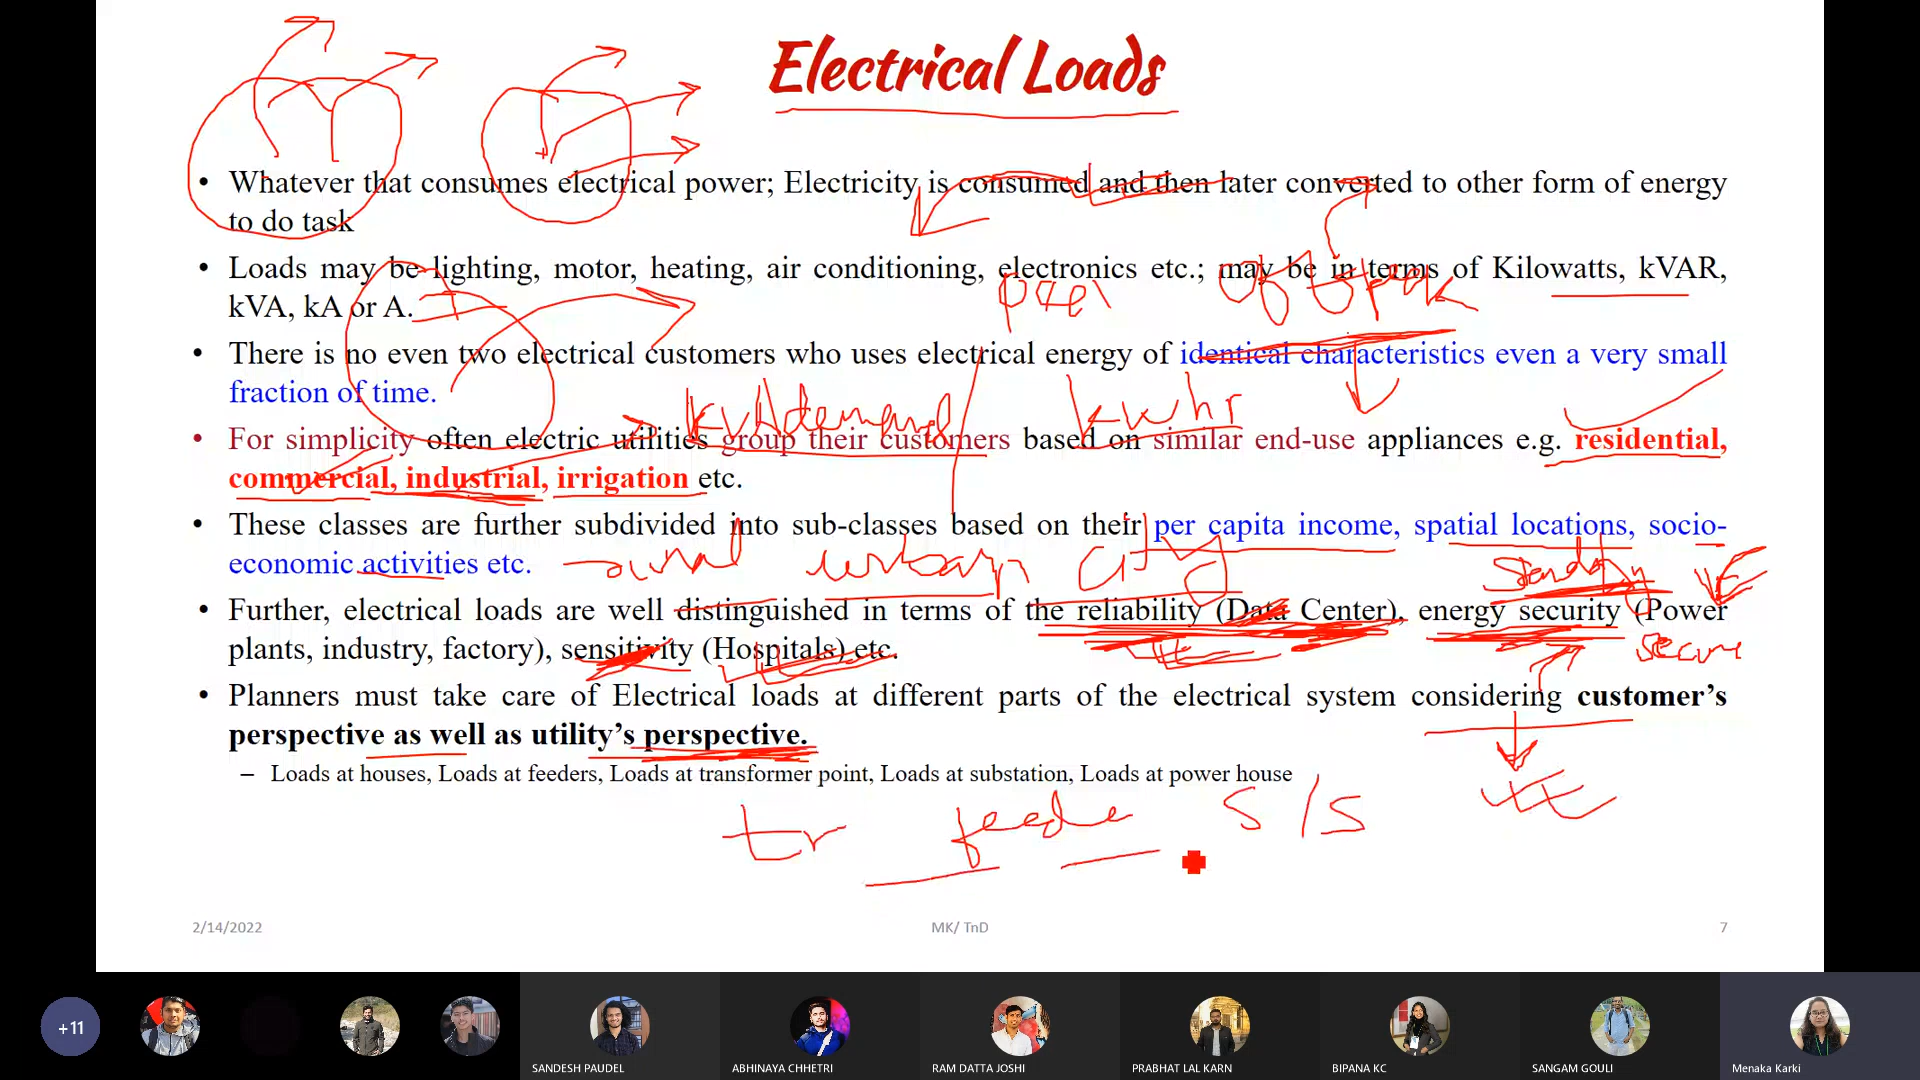 Electrical Loads
• Whatever that consumes electrical power; Electricity is consumed and then later converted to other form of energy
to do task
• Loads may be lighting, motor, heating, air conditioning, electronics etc.; may be in terms of Kilowatts, kVAR,
kVA, kA or A.
peak off peak
• There is no even two electrical customers who uses electrical energy of identical characteristics even a very small
fraction of time.
kVA demand kwhr
• For simplicity often electric utilities group their customers based on similar end-use appliances e.g. residential,
commercial, industrial, irrigation etc.
• These classes are further subdivided into sub-classes based on their per capita income, spatial locations, socio-
economic activities etc.
rural urban city
• Further, electrical loads are well distinguished in terms of the reliability (Data Center), energy security (Power
plants, industry, factory), sensitivity (Hospitals) etc.
secure
• Planners must take care of Electrical loads at different parts of the electrical system considering customer's
perspective as well as utility's perspective.
– Loads at houses, Loads at feeders, Loads at transformer point, Loads at substation, Loads at power house
tr feede S/S
2/14/2022 MK/ TnD 7
+11
SANDESH PAUDEL ABHINAYA CHHETRI RAM DATTA JOSHI PRABHAT LAL KARN BIPANA KC SANGAM GOULI Menaka Karki